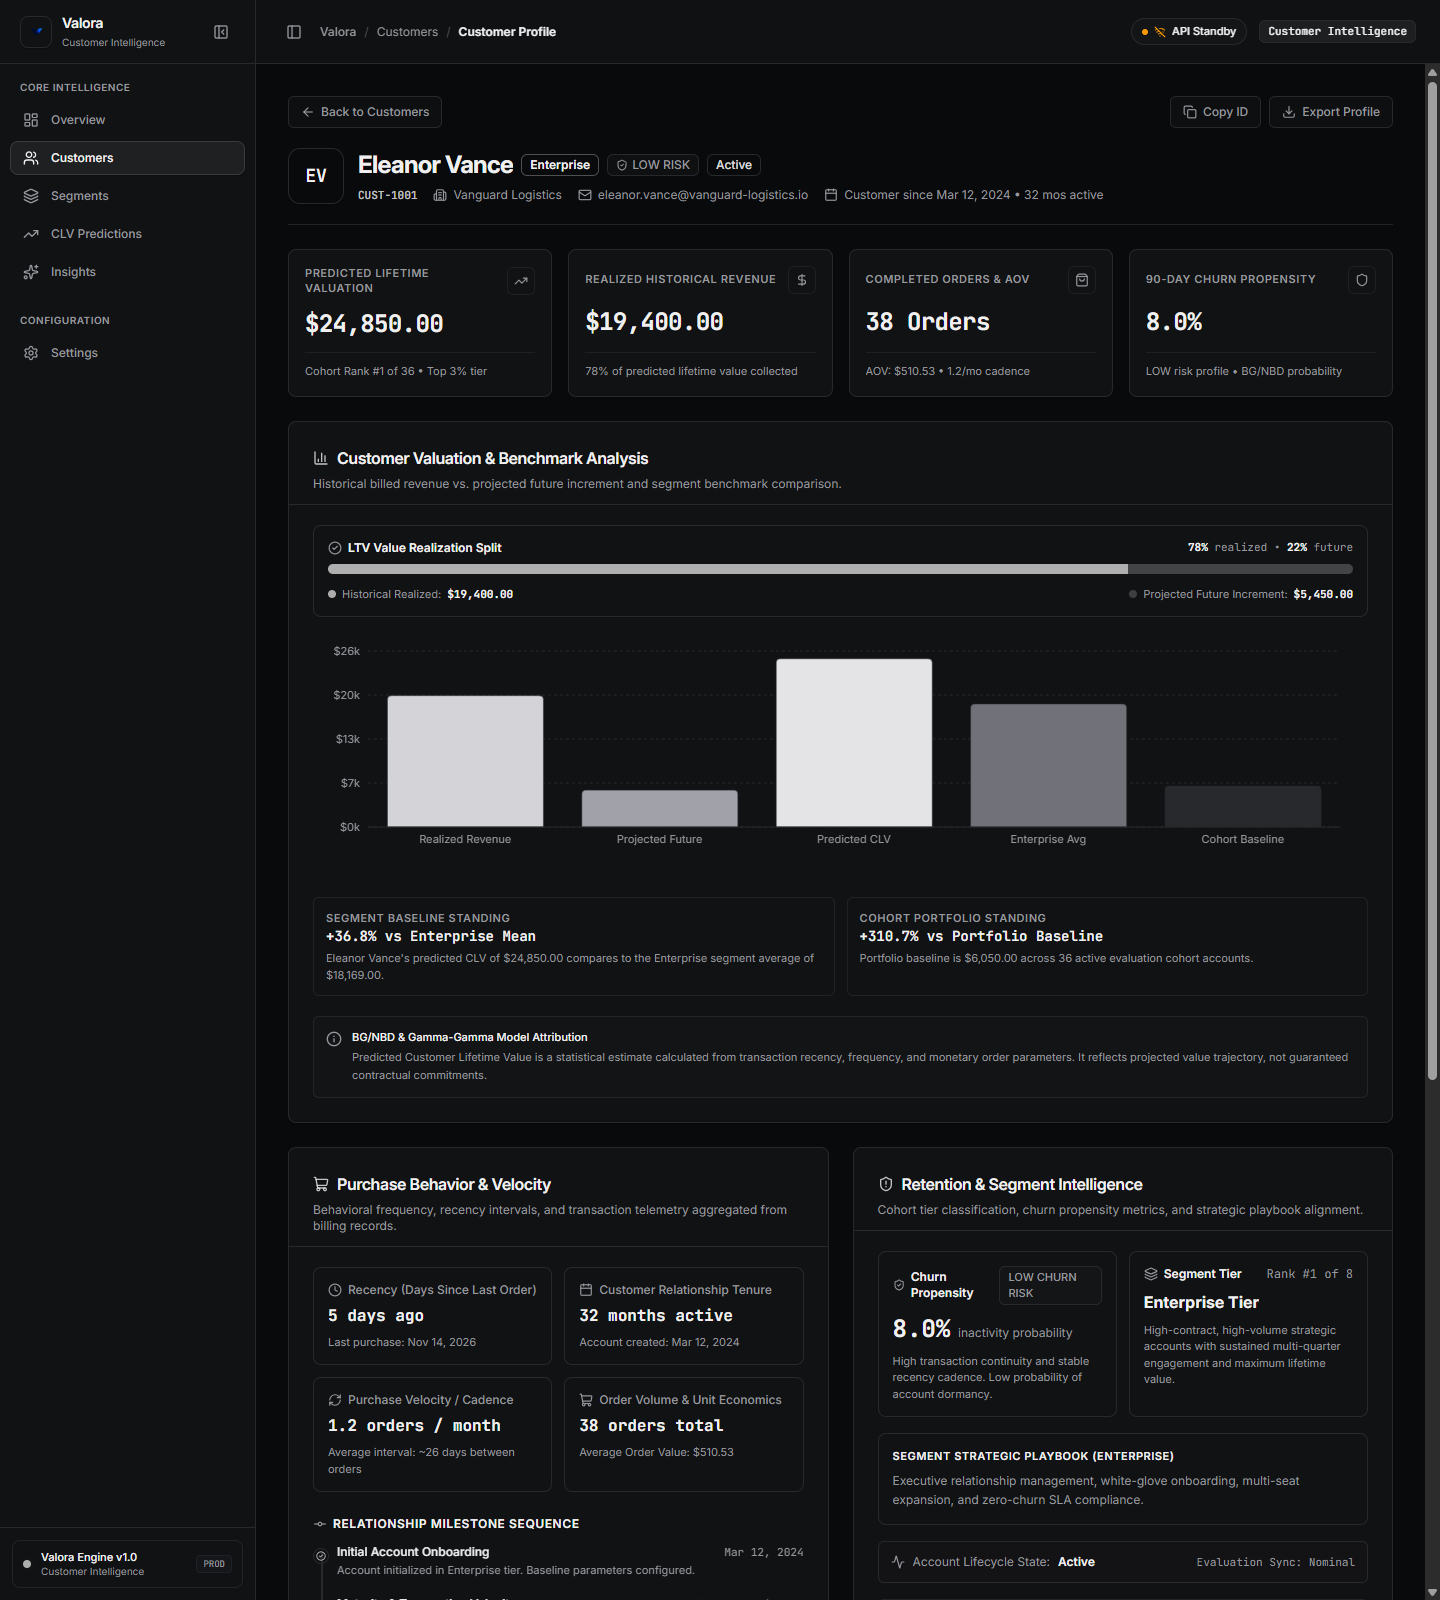 Valora
Customer Intelligence
Valora / Customers / Customer Profile
API Standby
Customer Intelligence
CORE INTELLIGENCE
Overview
Customers
Segments
CLV Predictions
Insights
CONFIGURATION
Settings
Valora Engine v1.0
Customer Intelligence
PROD
Back to Customers
Copy ID
Export Profile
EV
Eleanor Vance Enterprise LOW RISK Active
CUST-1001 Vanguard Logistics eleanor.vance@vanguard-logistics.io Customer since Mar 12, 2024 • 32 mos active
PREDICTED LIFETIME
VALUATION
$24,850.00
Cohort Rank #1 of 36 • Top 3% tier
REALIZED HISTORICAL REVENUE
$19,400.00
78% of predicted lifetime value collected
COMPLETED ORDERS & AOV
38 Orders
AOV: $510.53 • 1.2/mo cadence
90-DAY CHURN PROPENSITY
8.0%
LOW risk profile • BG/NBD probability
Customer Valuation & Benchmark Analysis
Historical billed revenue vs. projected future increment and segment benchmark comparison.
LTV Value Realization Split
78% realized • 22% future
Historical Realized: $19,400.00
Projected Future Increment: $5,450.00
$26k
$20k
$13k
$7k
$0k
Realized Revenue
Projected Future
Predicted CLV
Enterprise Avg
Cohort Baseline
SEGMENT BASELINE STANDING
+36.8% vs Enterprise Mean
Eleanor Vance's predicted CLV of $24,850.00 compares to the Enterprise segment average of
$18,169.00.
COHORT PORTFOLIO STANDING
+310.7% vs Portfolio Baseline
Portfolio baseline is $6,050.00 across 36 active evaluation cohort accounts.
BG/NBD & Gamma-Gamma Model Attribution
Predicted Customer Lifetime Value is a statistical estimate calculated from transaction recency, frequency, and monetary order parameters. It reflects projected value trajectory, not guaranteed
contractual commitments.
Purchase Behavior & Velocity
Behavioral frequency, recency intervals, and transaction telemetry aggregated from
billing records.
Recency (Days Since Last Order)
5 days ago
Last purchase: Nov 14, 2026
Customer Relationship Tenure
32 months active
Account created: Mar 12, 2024
Purchase Velocity / Cadence
1.2 orders / month
Average interval: ~26 days between
orders
Order Volume & Unit Economics
38 orders total
Average Order Value: $510.53
RELATIONSHIP MILESTONE SEQUENCE
Initial Account Onboarding
Mar 12, 2024
Account initialized in Enterprise tier. Baseline parameters configured.
Retention & Segment Intelligence
Cohort tier classification, churn propensity metrics, and strategic playbook alignment.
Churn
Propensity
LOW CHURN
RISK
8.0% inactivity probability
High transaction continuity and stable
recency cadence. Low probability of
account dormancy.
Segment Tier
Rank #1 of 8
Enterprise Tier
High-contract, high-volume strategic
accounts with sustained multi-quarter
engagement and maximum lifetime
value.
SEGMENT STRATEGIC PLAYBOOK (ENTERPRISE)
Executive relationship management, white-glove onboarding, multi-seat
expansion, and zero-churn SLA compliance.
Account Lifecycle State: Active
Evaluation Sync: Nominal